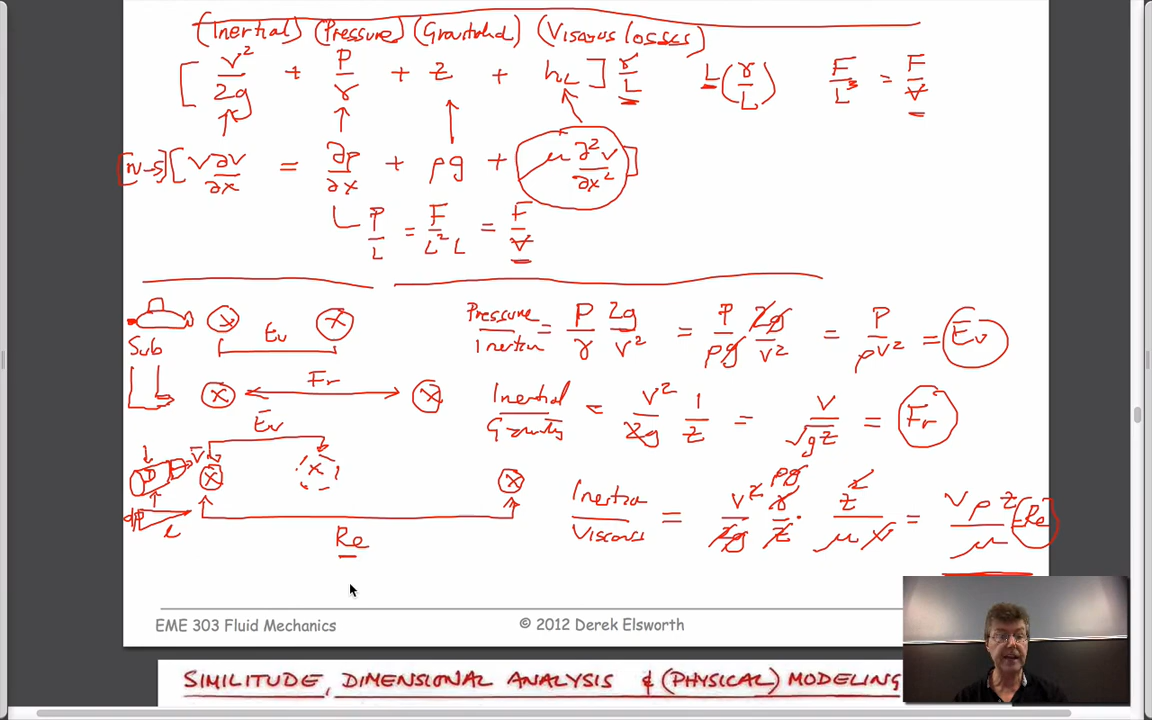 (Inertial) (Pressure) (Gravitational) (Viscous losses)
[ v²/2g + P/γ + z + h_L ] γ/L   L(γ/L)   F/L³ = F/V
[N-S] [ V ∂V/∂x = ∂p/∂x + ρg + μ ∂²v/∂x² ]
P/L = F/L²L = F/V
Sub Eu Pressure/Inertia = P/γ 2g/v² = P/ρg 2g/v² = P/ρv² = Eu
Fr Inertial/Gravity = v²/2g 1/z = v/√gz = Fr
Eu
D V
dp l Inertia/Viscous = v²/2g ρg γ/z · z²/μv = vρz/μ = Re
Re
EME 303 Fluid Mechanics © 2012 Derek Elsworth
SIMILITUDE, DIMENSIONAL ANALYSIS & (PHYSICAL) MODELING